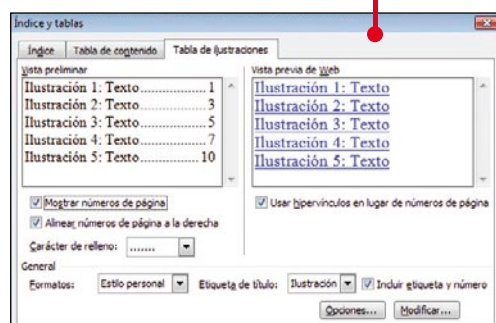 Índice y tablas
Índice Tabla de contenido Tabla de ilustraciones
Vista preliminar
Ilustración 1: Texto.................. 1
Ilustración 2: Texto.................. 3
Ilustración 3: Texto.................. 5
Ilustración 4: Texto.................. 7
Ilustración 5: Texto................ 10
Vista previa de Web
Ilustración 1: Texto
Ilustración 2: Texto
Ilustración 3: Texto
Ilustración 4: Texto
Ilustración 5: Texto
Mostrar números de página
Usar hipervínculos en lugar de números de página
Alinear números de página a la derecha
Carácter de relleno: .......
General
Formatos: Estilo personal Etiqueta de título: Ilustración Incluir etiqueta y número
Opciones... Modificar...